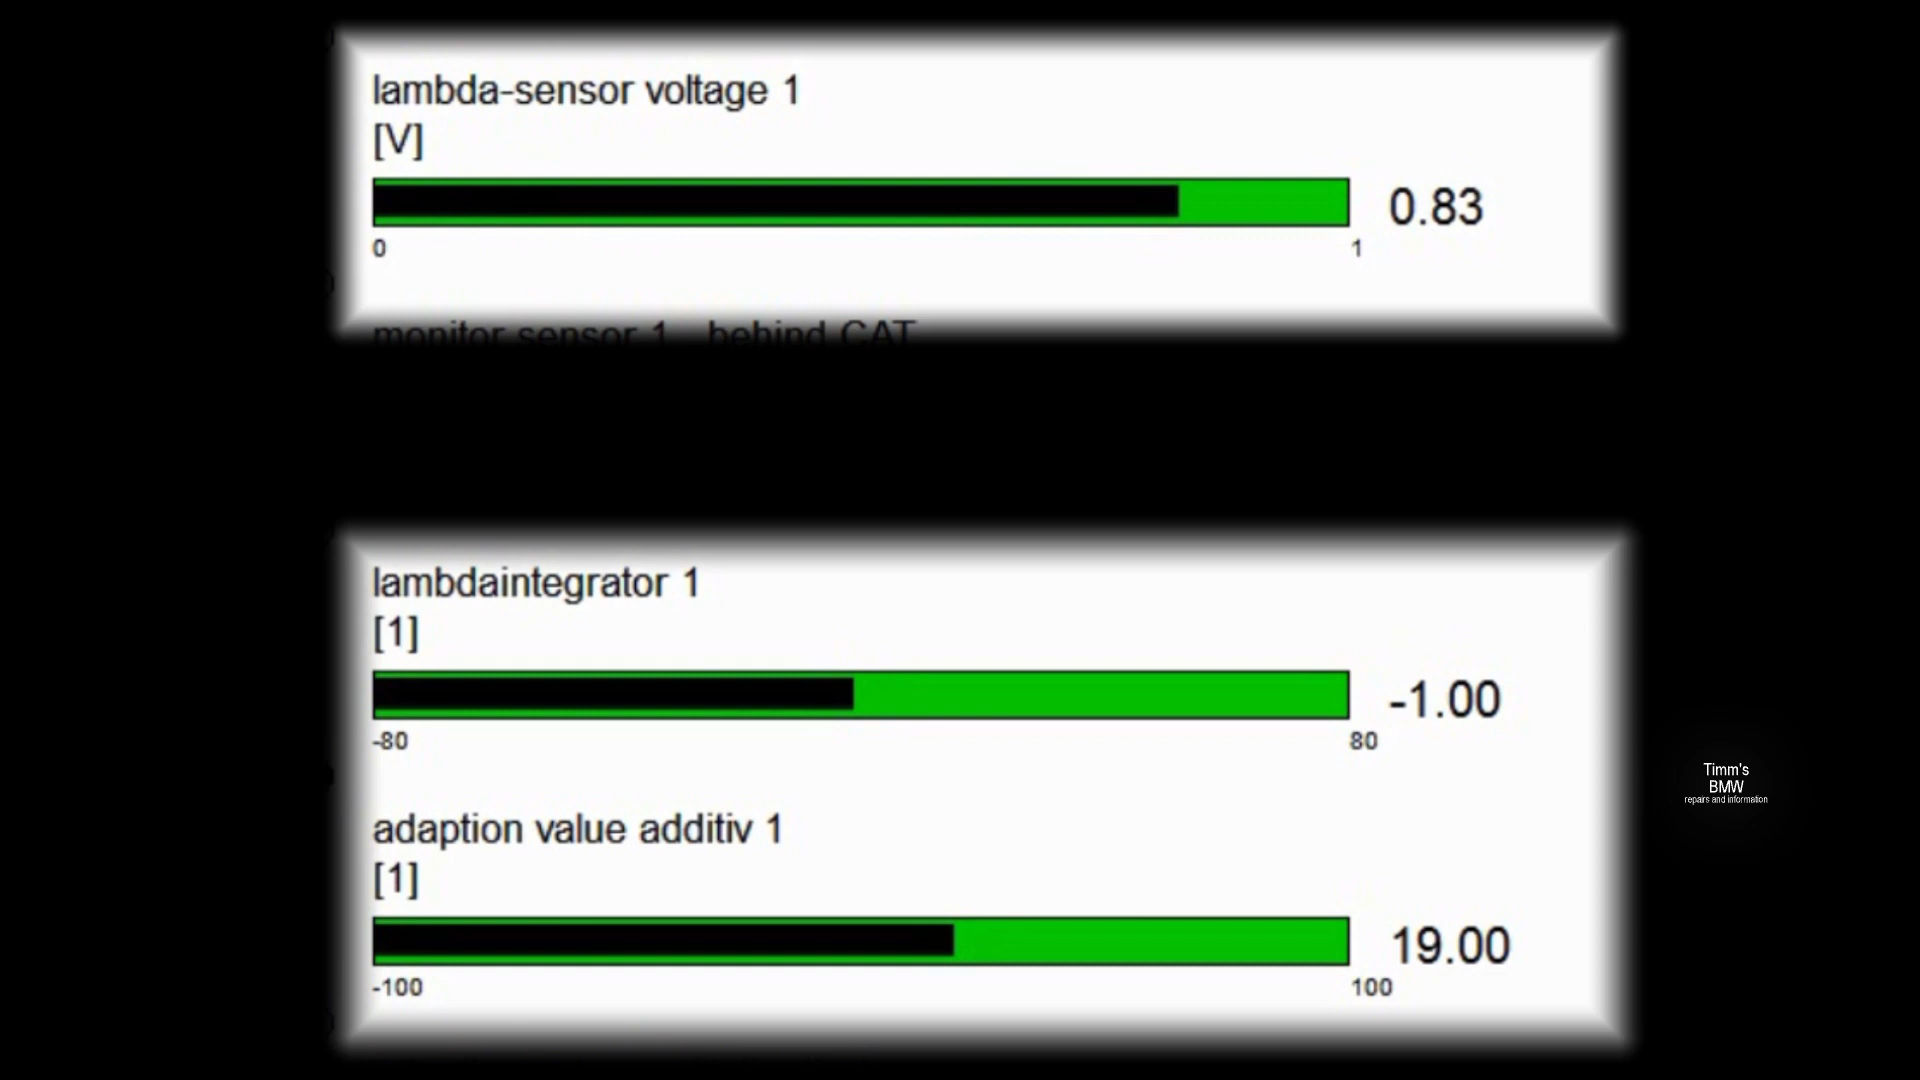 lambda-sensor voltage 1
[V]
0.83
0
1
monitor sensor 1 behind CAT
lambdaintegrator 1
[1]
-1.00
-80
80
adaption value additiv 1
[1]
19.00
-100
100
Timm's
BMW
repairs and information